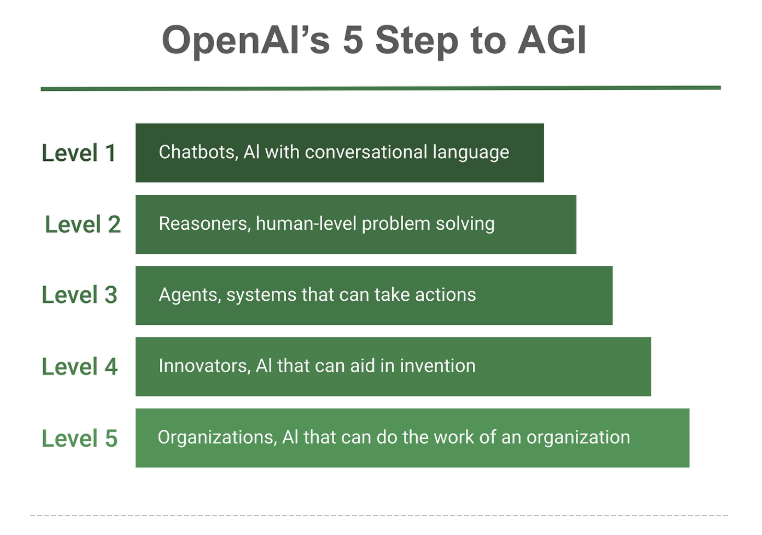 OpenAI’s 5 Step to AGI
Level 1
Chatbots, AI with conversational language
Level 2
Reasoners, human-level problem solving
Level 3
Agents, systems that can take actions
Level 4
Innovators, AI that can aid in invention
Level 5
Organizations, AI that can do the work of an organization